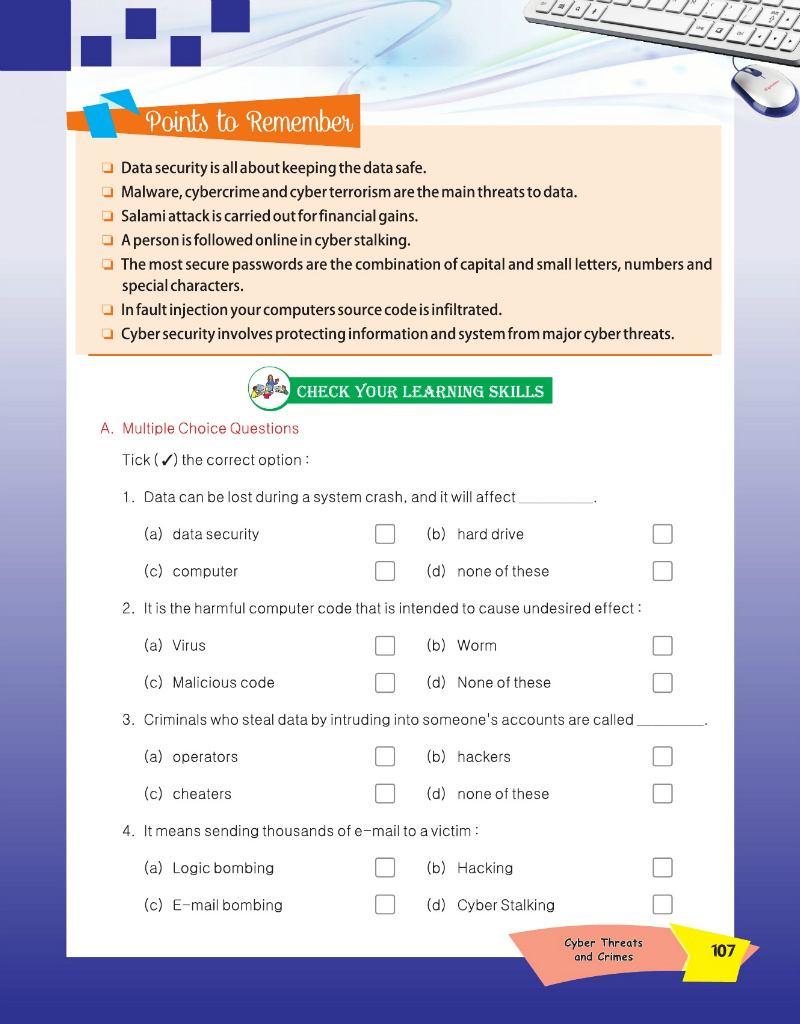 Points to Remember
❏ Data security is all about keeping the data safe.
❏ Malware, cybercrime and cyber terrorism are the main threats to data.
❏ Salami attack is carried out for financial gains.
❏ A person is followed online in cyber stalking.
❏ The most secure passwords are the combination of capital and small letters, numbers and
special characters.
❏ In fault injection your computers source code is infiltrated.
❏ Cyber security involves protecting information and system from major cyber threats.
CHECK YOUR LEARNING SKILLS
A. Multiple Choice Questions
Tick (✓) the correct option :
1. Data can be lost during a system crash, and it will affect __________.
(a) data security (b) hard drive
(c) computer (d) none of these
2. It is the harmful computer code that is intended to cause undesired effect :
(a) Virus (b) Worm
(c) Malicious code (d) None of these
3. Criminals who steal data by intruding into someone's accounts are called _________.
(a) operators (b) hackers
(c) cheaters (d) none of these
4. It means sending thousands of e-mail to a victim :
(a) Logic bombing (b) Hacking
(c) E-mail bombing (d) Cyber Stalking
Cyber Threats
and Crimes
107